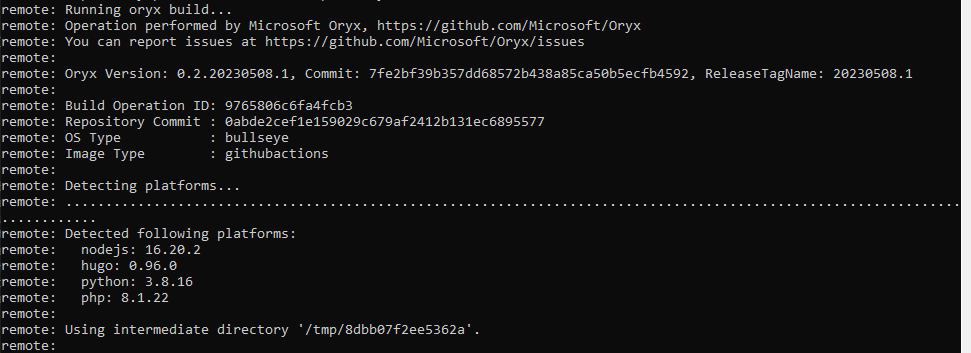 remote: Running oryx build...
remote: Operation performed by Microsoft Oryx, https://github.com/Microsoft/Oryx
remote: You can report issues at https://github.com/Microsoft/Oryx/issues
remote:
remote: Oryx Version: 0.2.20230508.1, Commit: 7fe2bf39b357dd68572b438a85ca50b5ecfb4592, ReleaseTagName: 20230508.1
remote:
remote: Build Operation ID: 9765806c6fa4fcb3
remote: Repository Commit : 0abde2cef1e159029c679af2412b131ec6895577
remote: OS Type           : bullseye
remote: Image Type        : githubactions
remote:
remote: Detecting platforms...
remote: ................................................................................................................
............
remote: Detected following platforms:
remote:   nodejs: 16.20.2
remote:   hugo: 0.96.0
remote:   python: 3.8.16
remote:   php: 8.1.22
remote:
remote: Using intermediate directory '/tmp/8dbb07f2ee5362a'.
remote: